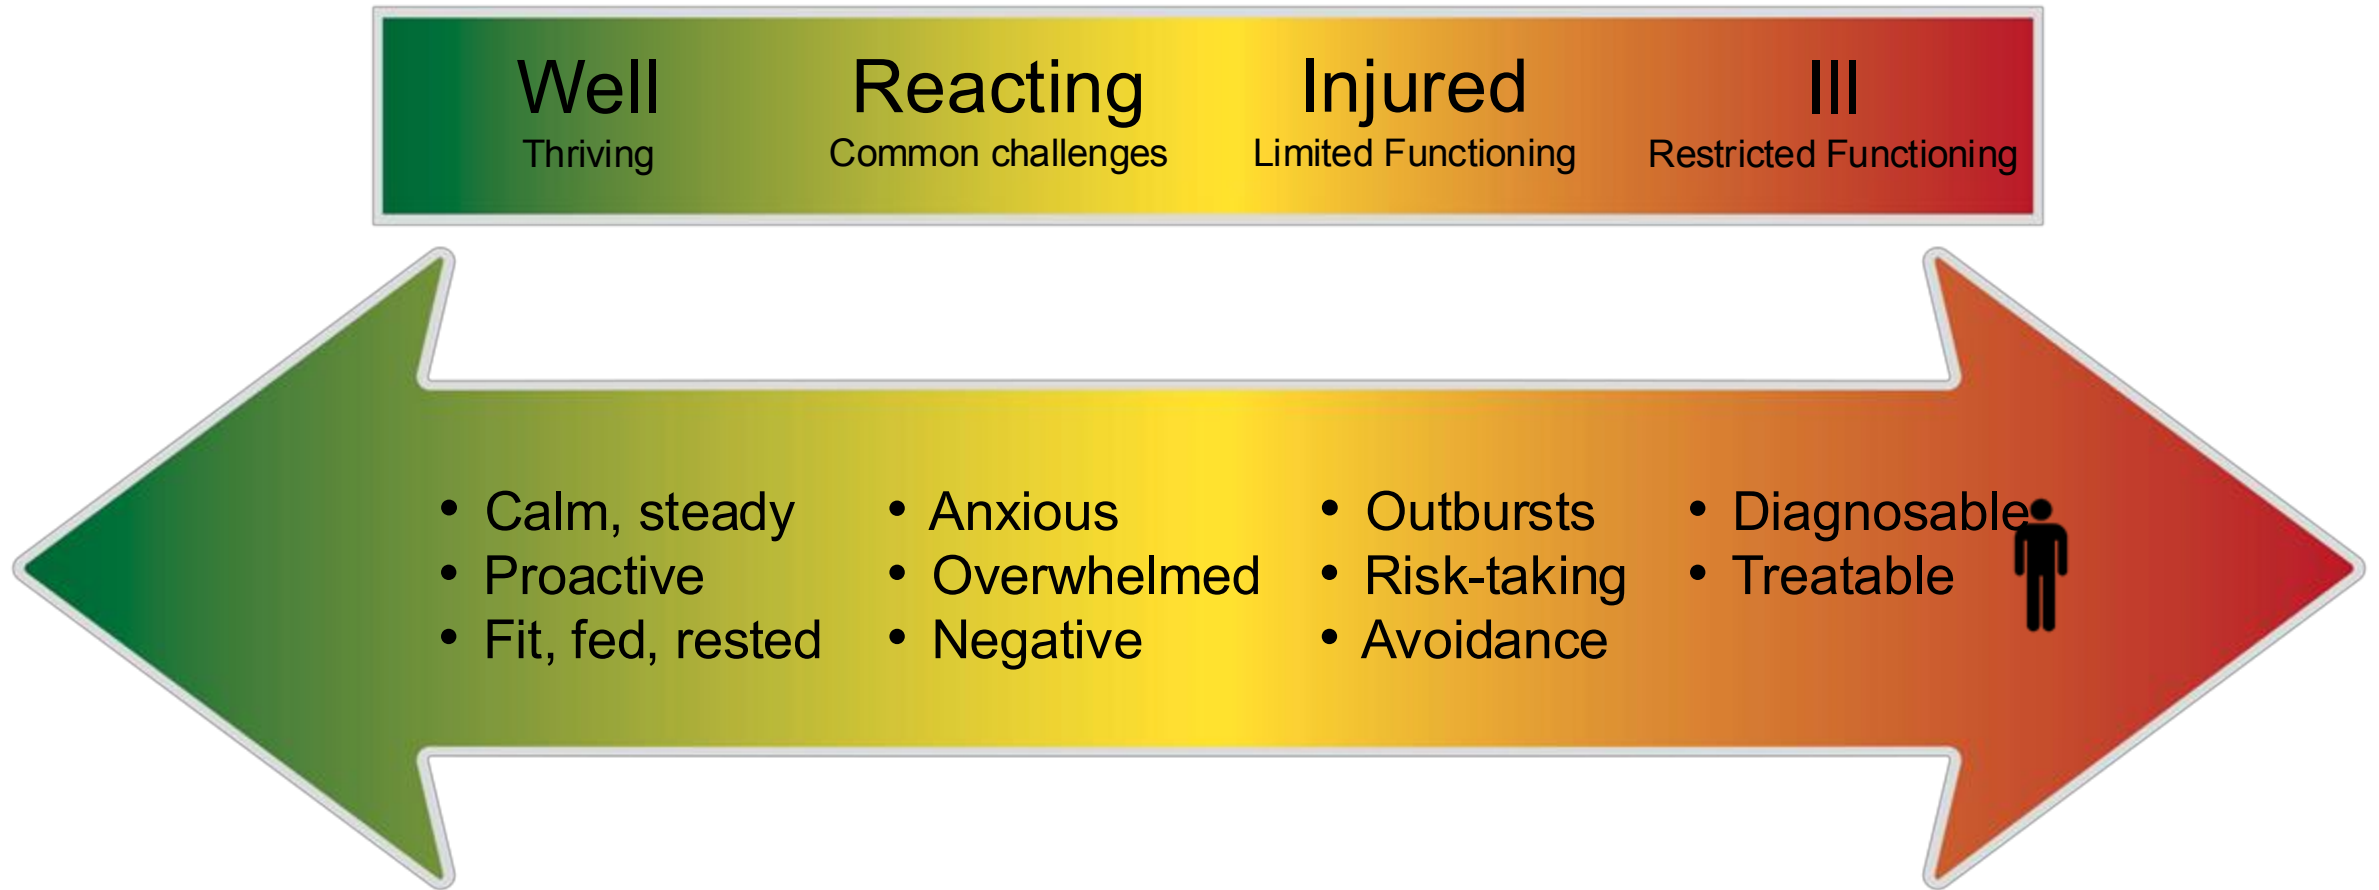 Well
Thriving
Reacting
Common challenges
Injured
Limited Functioning
Ill
Restricted Functioning
• Calm, steady
• Proactive
• Fit, fed, rested
• Anxious
• Overwhelmed
• Negative
• Outbursts
• Risk-taking
• Avoidance
• Diagnosable
• Treatable